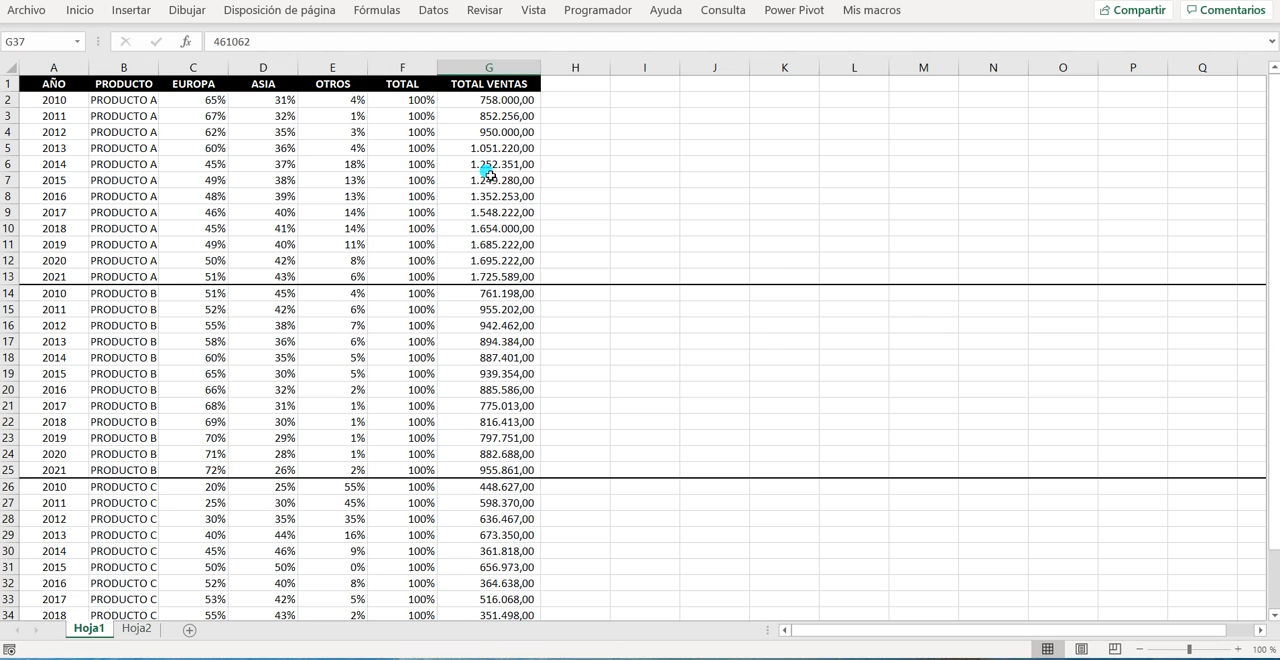 Archivo Inicio Insertar Dibujar Disposición de página Fórmulas Datos Revisar Vista Programador Ayuda Consulta Power Pivot Mis macros Compartir Comentarios
G37 fx 461062
A B C D E F G H I J K L M N O P Q
1 AÑO PRODUCTO EUROPA ASIA OTROS TOTAL TOTAL VENTAS
2 2010 PRODUCTO A 65% 31% 4% 100% 758.000,00
3 2011 PRODUCTO A 67% 32% 1% 100% 852.256,00
4 2012 PRODUCTO A 62% 35% 3% 100% 950.000,00
5 2013 PRODUCTO A 60% 36% 4% 100% 1.051.220,00
6 2014 PRODUCTO A 45% 37% 18% 100% 1.252.351,00
7 2015 PRODUCTO A 49% 38% 13% 100%
8 2016 PRODUCTO A 48% 39% 13% 100% 1.352.253,00
9 2017 PRODUCTO A 46% 40% 14% 100% 1.548.222,00
10 2018 PRODUCTO A 45% 41% 14% 100% 1.654.000,00
11 2019 PRODUCTO A 49% 40% 11% 100% 1.685.222,00
12 2020 PRODUCTO A 50% 42% 8% 100% 1.695.222,00
13 2021 PRODUCTO A 51% 43% 6% 100% 1.725.589,00
14 2010 PRODUCTO B 51% 45% 4% 100% 761.198,00
15 2011 PRODUCTO B 52% 42% 6% 100% 955.202,00
16 2012 PRODUCTO B 55% 38% 7% 100% 942.462,00
17 2013 PRODUCTO B 58% 36% 6% 100% 894.384,00
18 2014 PRODUCTO B 60% 35% 5% 100% 887.401,00
19 2015 PRODUCTO B 65% 30% 5% 100% 939.354,00
20 2016 PRODUCTO B 66% 32% 2% 100% 885.586,00
21 2017 PRODUCTO B 68% 31% 1% 100% 775.013,00
22 2018 PRODUCTO B 69% 30% 1% 100% 816.413,00
23 2019 PRODUCTO B 70% 29% 1% 100% 797.751,00
24 2020 PRODUCTO B 71% 28% 1% 100% 882.688,00
25 2021 PRODUCTO B 72% 26% 2% 100% 955.861,00
26 2010 PRODUCTO C 20% 25% 55% 100% 448.627,00
27 2011 PRODUCTO C 25% 30% 45% 100% 598.370,00
28 2012 PRODUCTO C 30% 35% 35% 100% 636.467,00
29 2013 PRODUCTO C 40% 44% 16% 100% 673.350,00
30 2014 PRODUCTO C 45% 46% 9% 100% 361.818,00
31 2015 PRODUCTO C 50% 50% 0% 100% 656.973,00
32 2016 PRODUCTO C 52% 40% 8% 100% 364.638,00
33 2017 PRODUCTO C 53% 42% 5% 100% 516.068,00
34 2018 PRODUCTO C 55% 43% 2% 100% 351.498,00
Hoja1 Hoja2
100 %